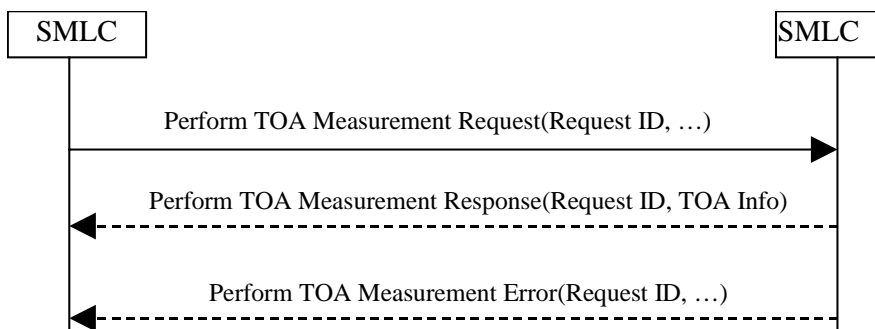 SMLC
SMLC
Perform TOA Measurement Request(Request ID, …)
Perform TOA Measurement Response(Request ID, TOA Info)
Perform TOA Measurement Error(Request ID, …)